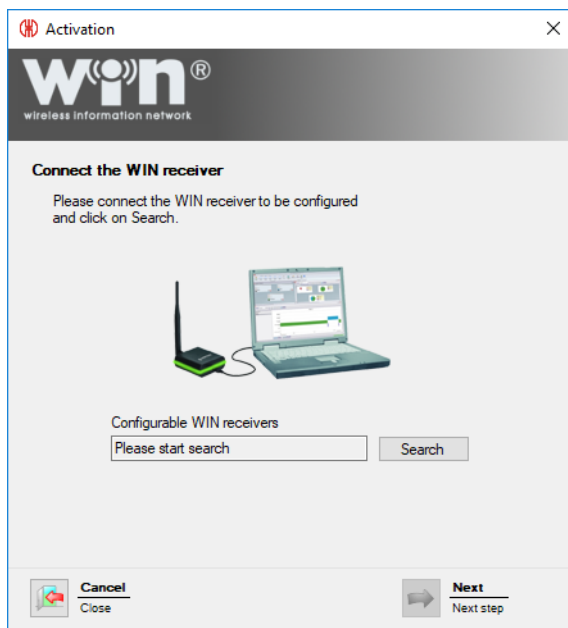 Activation
WIN®
wireless information network
Connect the WIN receiver
Please connect the WIN receiver to be configured
and click on Search.
Configurable WIN receivers
Please start search
Search
Cancel
Close
Next
Next step